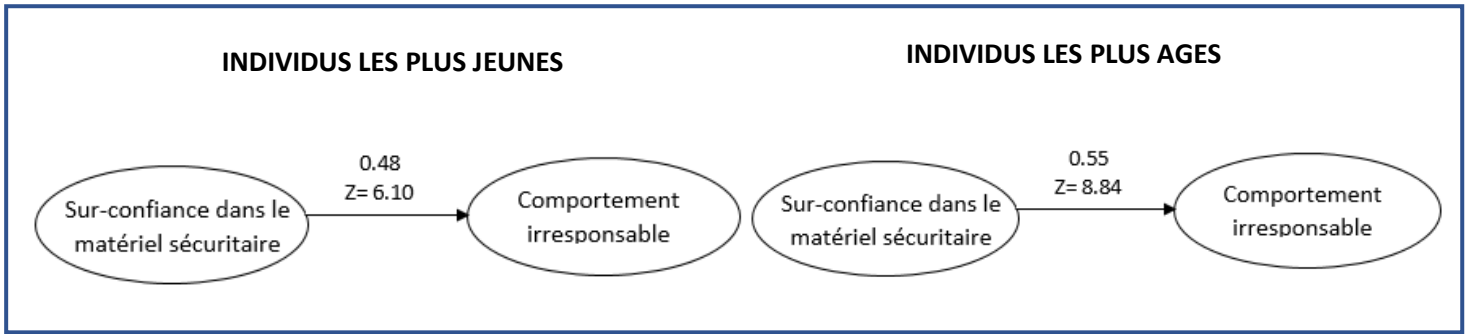 INDIVIDUS LES PLUS JEUNES
0.48
Z= 6.10
Sur-confiance dans le
matériel sécuritaire
Comportement
irresponsable
INDIVIDUS LES PLUS AGES
0.55
Z= 8.84
Sur-confiance dans le
matériel sécuritaire
Comportement
irresponsable